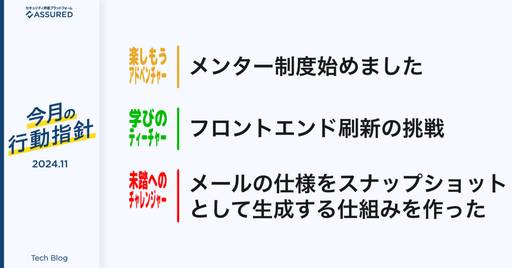 セキュリティ評価プラットフォーム
ASSURED
今月の
行動指針
2024.11
Tech Blog
楽しもう
アドベンチャー
メンター制度始めました
学びの
ティーチャー
フロントエンド刷新の挑戦
未踏への
チャレンジャー
メールの仕様をスナップショット
として生成する仕組みを作った